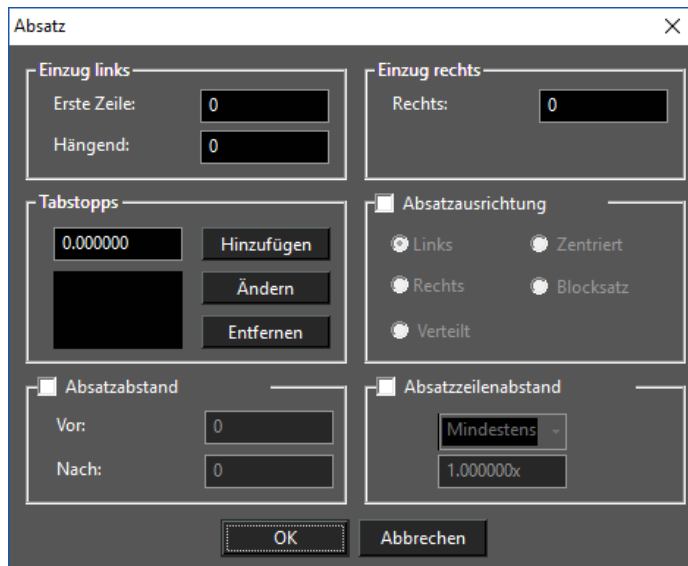 Absatz
Einzug links
Erste Zeile: 0
Hängend: 0
Einzug rechts
Rechts: 0
Tabstopps
0.000000 Hinzufügen
Ändern
Entfernen
Absatzausrichtung
Links Zentriert
Rechts Blocksatz
Verteilt
Absatzabstand
Vor: 0
Nach: 0
Absatzzeilenabstand
Mindestens
1.000000x
OK Abbrechen